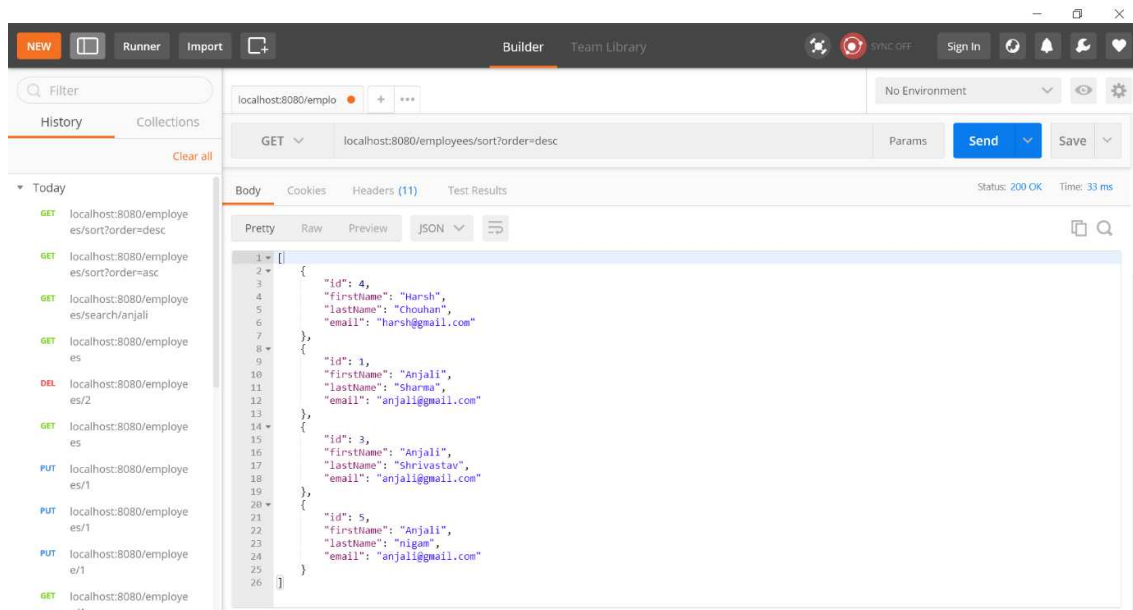 NEW Runner Import Builder Team Library SYNC OFF Sign In
Filter
History Collections
Clear all
Today
GET localhost:8080/employe
es/sort?order=desc
GET localhost:8080/employe
es/sort?order=asc
GET localhost:8080/employe
es/search/anjali
GET localhost:8080/employe
es
DEL localhost:8080/employe
es/2
GET localhost:8080/employe
es
PUT localhost:8080/employe
es/1
PUT localhost:8080/employe
es/1
PUT localhost:8080/employe
e/1
GET localhost:8080/employe
localhost:8080/emplo + ••• No Environment
GET localhost:8080/employees/sort?order=desc Params Send Save
Body Cookies Headers (11) Test Results Status: 200 OK Time: 33 ms
Pretty Raw Preview JSON
1 [
2 {
3 "id": 4,
4 "firstName": "Harsh",
5 "lastName": "Chouhan",
6 "email": "harsh@gmail.com"
7 },
8 {
9 "id": 1,
10 "firstName": "Anjali",
11 "lastName": "Sharma",
12 "email": "anjali@gmail.com"
13 },
14 {
15 "id": 3,
16 "firstName": "Anjali",
17 "lastName": "Shrivastav",
18 "email": "anjali@gmail.com"
19 },
20 {
21 "id": 5,
22 "firstName": "Anjali",
23 "lastName": "nigam",
24 "email": "anjali@gmail.com"
25 }
26 ]